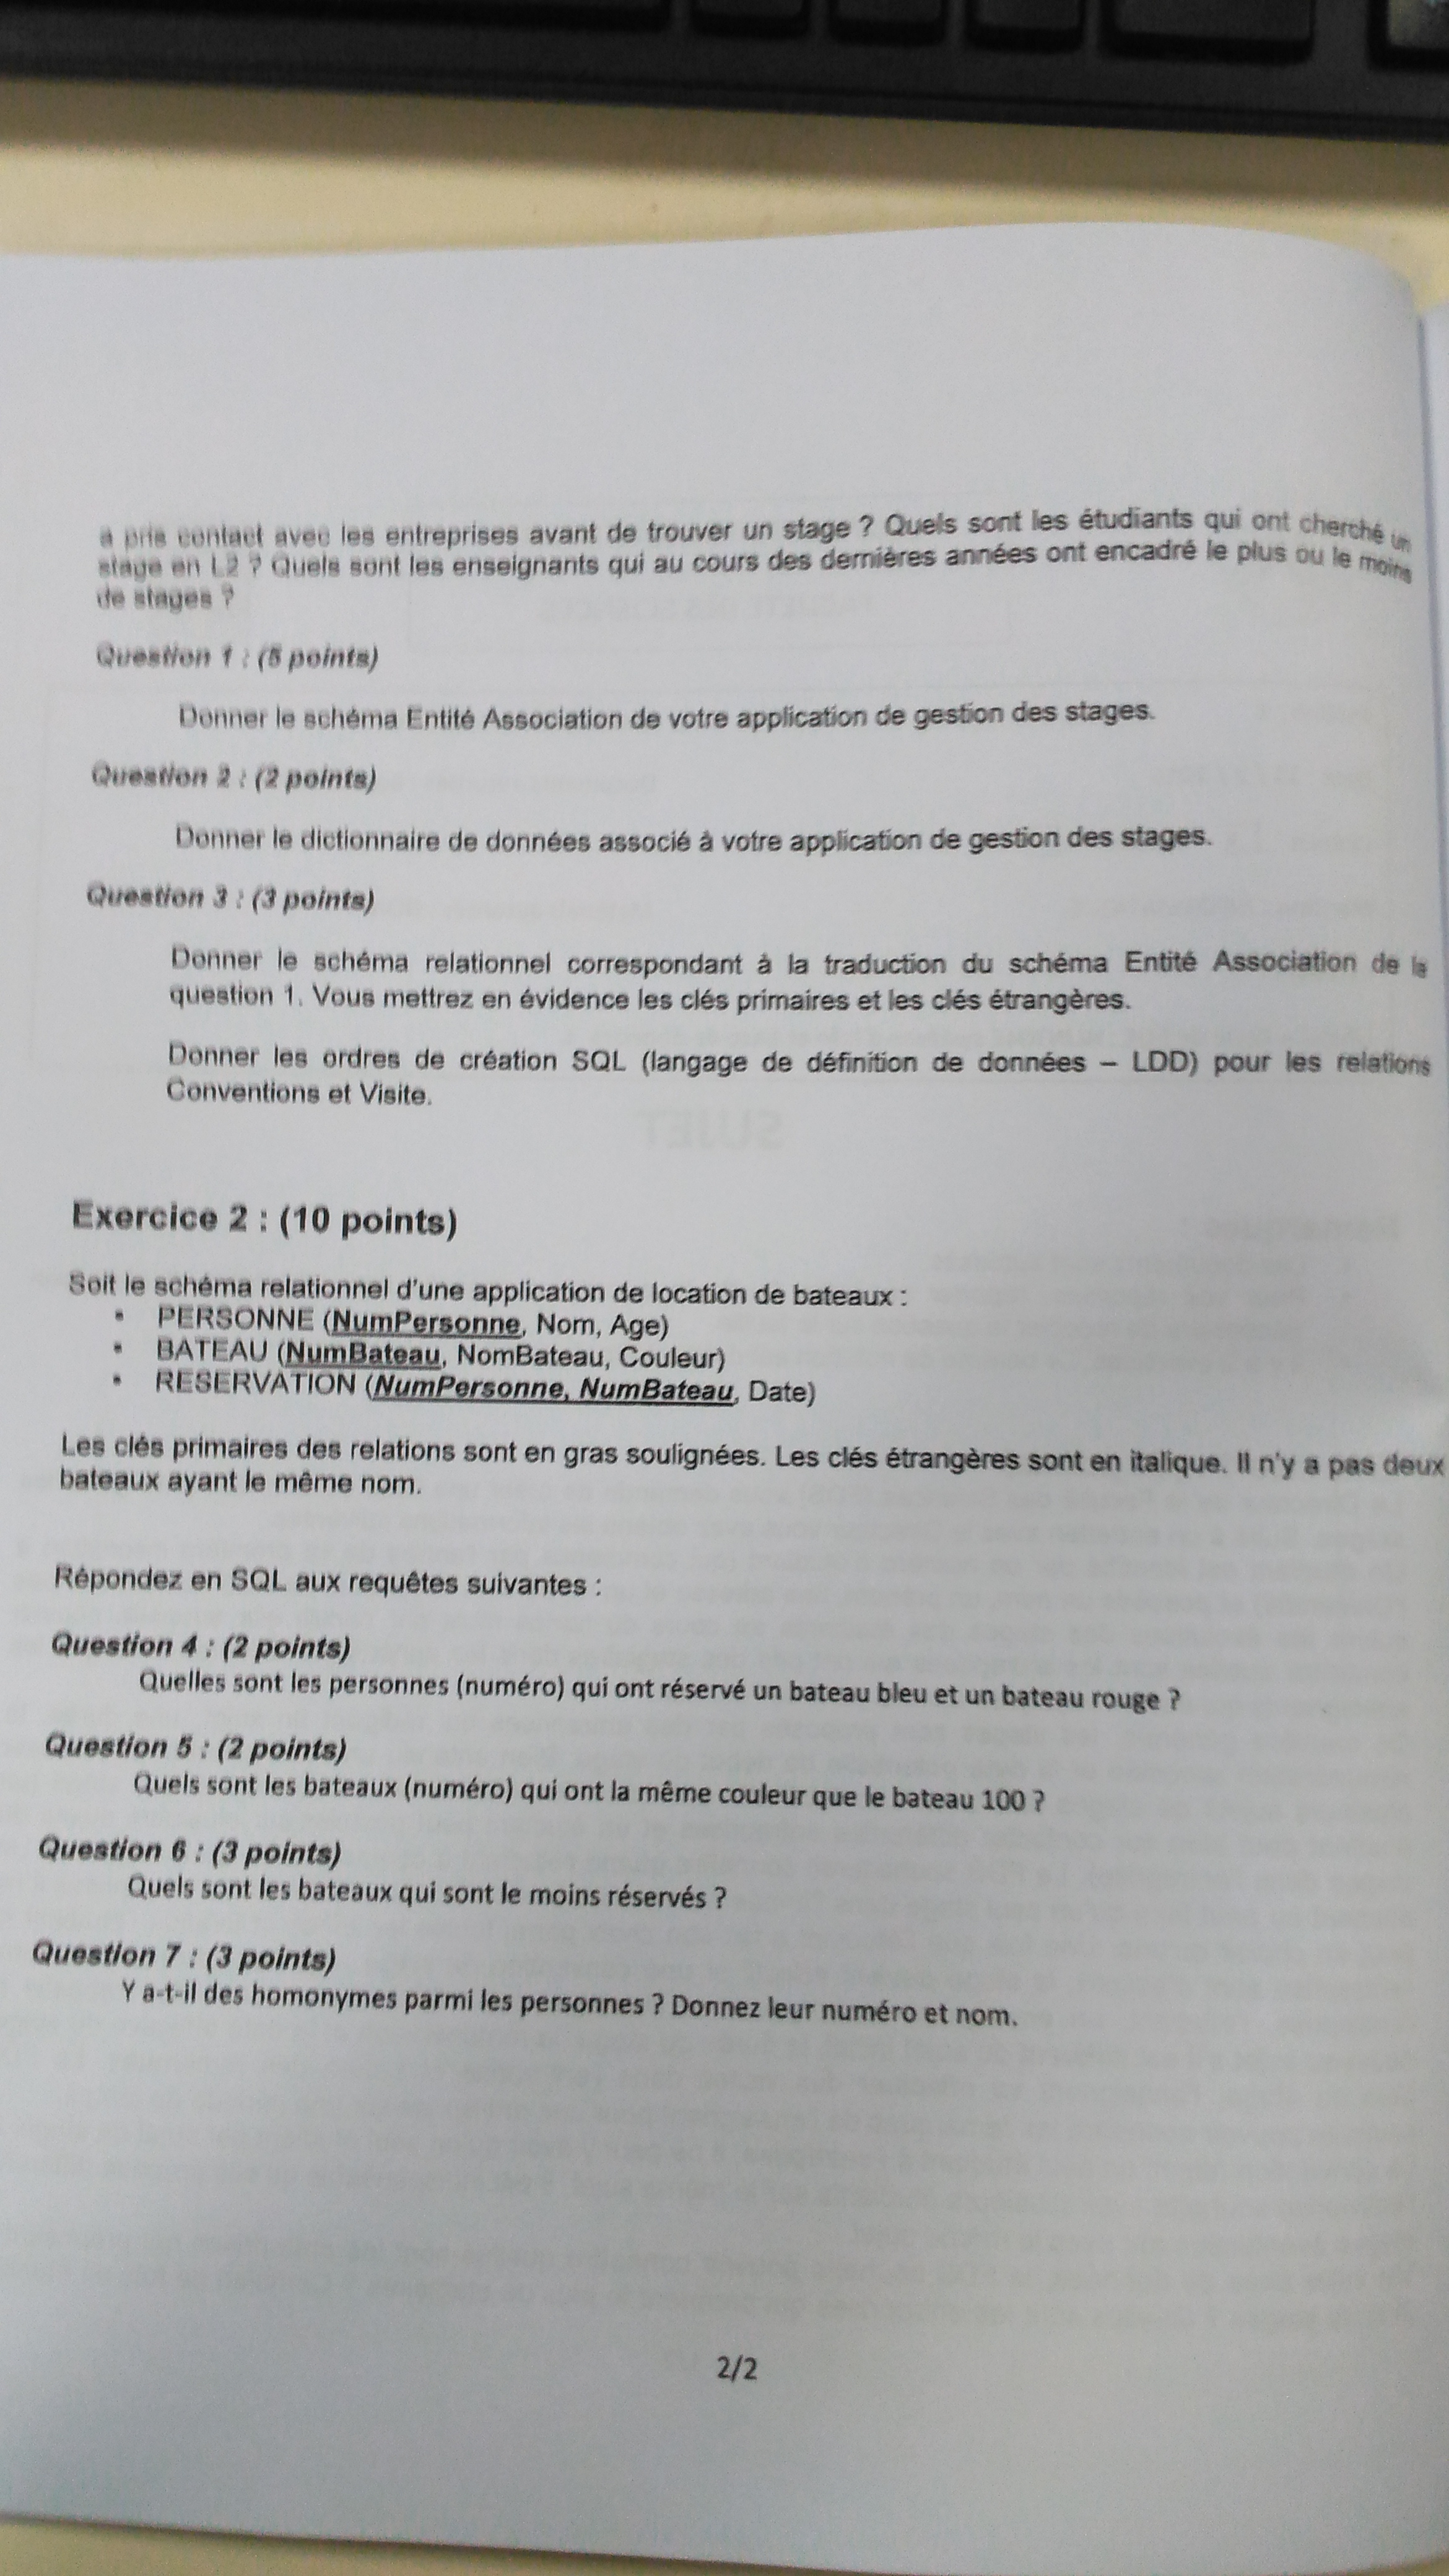 a pris contact avec les entreprises avant de trouver un stage ? Quels sont les étudiants qui ont cherché un
stage en L2 ? Quels sont les enseignants qui au cours des dernières années ont encadré le plus ou le moins
de stages ?
Question 1 : (5 points)
Donner le schéma Entité Association de votre application de gestion des stages.
Question 2 : (2 points)
Donner le dictionnaire de données associé à votre application de gestion des stages.
Question 3 : (3 points)
Donner le schéma relationnel correspondant à la traduction du schéma Entité Association de la
question 1. Vous mettrez en évidence les clés primaires et les clés étrangères.
Donner les ordres de création SQL (langage de définition de données – LDD) pour les relations
Conventions et Visite.
SUJET
Exercice 2 : (10 points)
Soit le schéma relationnel d'une application de location de bateaux :
• PERSONNE (NumPersonne, Nom, Age)
• BATEAU (NumBateau, NomBateau, Couleur)
• RESERVATION (NumPersonne, NumBateau, Date)
Les clés primaires des relations sont en gras soulignées. Les clés étrangères sont en italique. Il n'y a pas deux
bateaux ayant le même nom.
Répondez en SQL aux requêtes suivantes :
Question 4 : (2 points)
Quelles sont les personnes (numéro) qui ont réservé un bateau bleu et un bateau rouge ?
Question 5 : (2 points)
Quels sont les bateaux (numéro) qui ont la même couleur que le bateau 100 ?
Question 6 : (3 points)
Quels sont les bateaux qui sont le moins réservés ?
Question 7 : (3 points)
Y a-t-il des homonymes parmi les personnes ? Donnez leur numéro et nom.
2/2